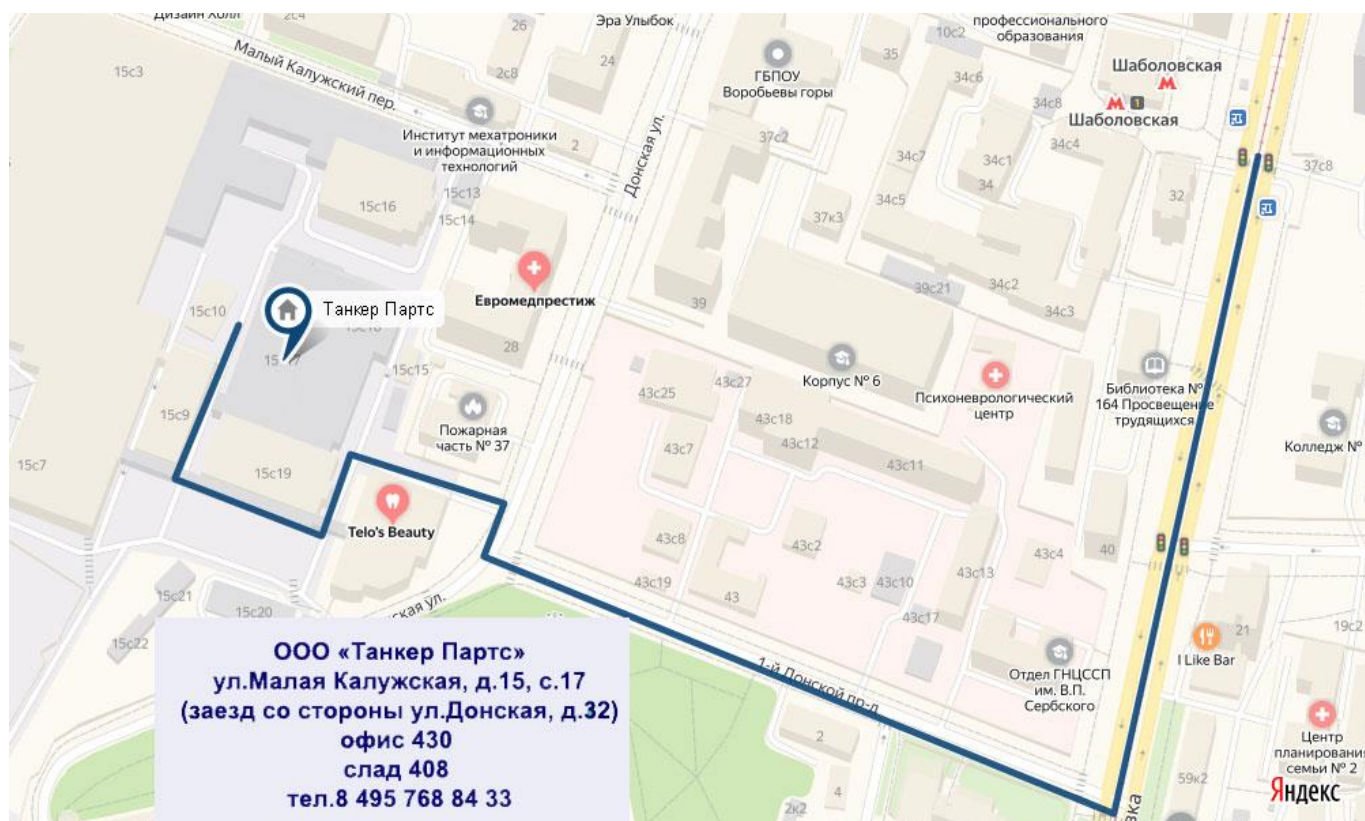 Дизайн Холл
2с4
26
Эра Улыбок
профессионального
образования
10с2
Малый Калужский пер.
15с3
2с8
24
ГБПОУ
Воробьевы горы
35
34с6
Шаболовская
34с8
1
Шаболовская
Институт мехатроники
и информационных
технологий
2
Донская ул.
37с2
34с7
34с1
34с4
34
37с8
15с16
15с13
15с14
37к3
34с5
32
Евромедпрестиж
39
39с21
34с2
34с3
15с10
Танкер Партс
28
15с15
Корпус № 6
Психоневрологический
центр
Библиотека №
164 Просвещение
трудящихся
43с25
43с27
15с9
Пожарная
часть № 37
43с18
43с12
43с7
43с11
Колледж №
15с7
15с19
Telo's Beauty
43с8
43с2
43с4
40
43с19
43
43с3
43с10
43с13
43с17
15с21
15с20
15с22
21
19с2
I Like Bar
1-й Донской пр-д
Отдел ГНЦССП
им. В.П.
Сербского
ООО «Танкер Партс»
ул.Малая Калужская, д.15, с.17
(заезд со стороны ул.Донская, д.32)
офис 430
слад 408
тел.8 495 768 84 33
2
4
2к2
59к2
Центр
планирования
семьи № 2
Яндекс